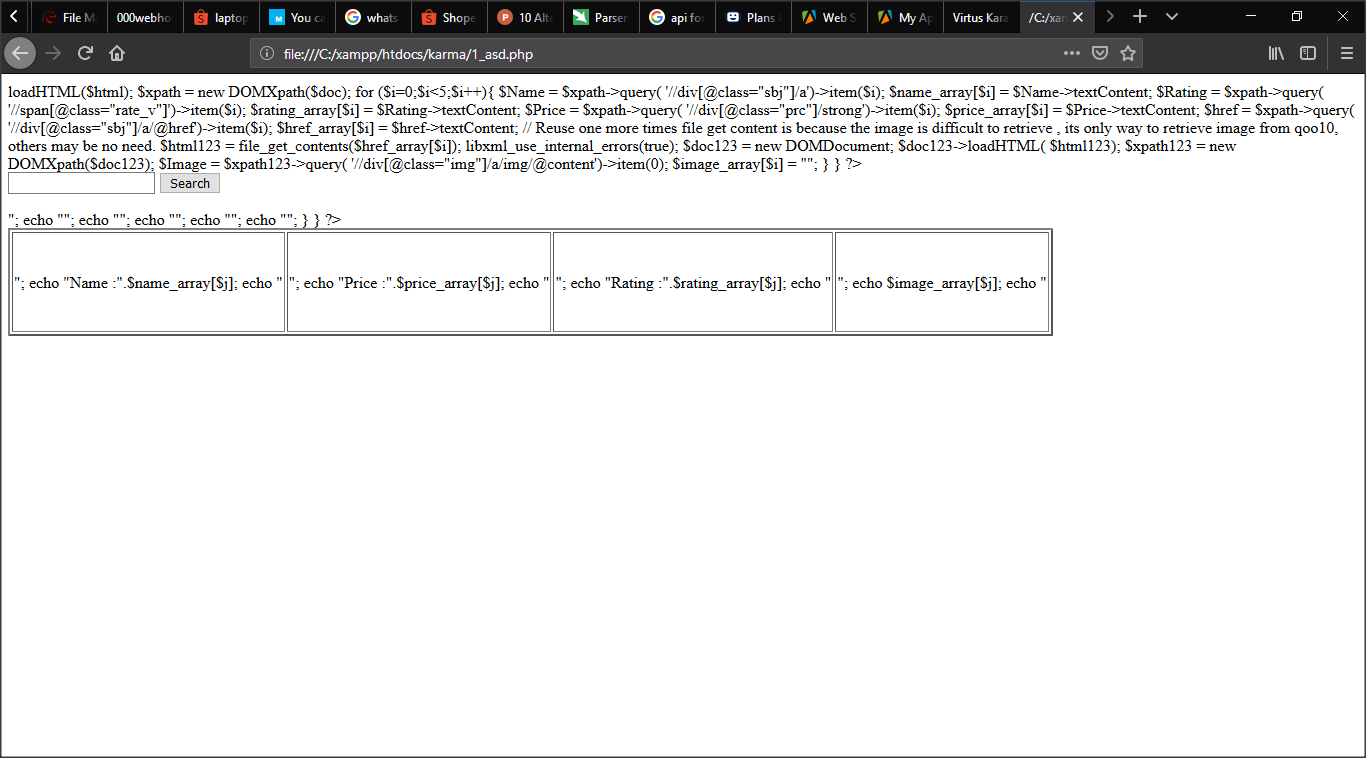 File M
000webho
laptop
You ca
whats
Shope
10 Alte
Parser
api for
Plans
Web S
My Ap
Virtus Kara
/C:/xan
file:///C:/xampp/htdocs/karma/1_asd.php
loadHTML($html); $xpath = new DOMXpath($doc); for ($i=0;$i<5;$i++){ $Name = $xpath->query( '//div[@class="sbj"]/a')->item($i); $name_array[$i] = $Name->textContent; $Rating = $xpath->query(
'//span[@class="rate_v"]')->item($i); $rating_array[$i] = $Rating->textContent; $Price = $xpath->query( '//div[@class="prc"]/strong')->item($i); $price_array[$i] = $Price->textContent; $href = $xpath->query(
'//div[@class="sbj"]/a/@href')->item($i); $href_array[$i] = $href->textContent; // Reuse one more times file get content is because the image is difficult to retrieve , its only way to retrieve image from qoo10,
others may be no need. $html123 = file_get_contents($href_array[$i]); libxml_use_internal_errors(true); $doc123 = new DOMDocument; $doc123->loadHTML( $html123); $xpath123 = new
DOMXpath($doc123); $Image = $xpath123->query( '//div[@class="img"]/a/img/@content')->item(0); $image_array[$i] = ""; } } ?>
Search
"; echo ""; echo ""; echo ""; echo ""; echo ""; } } ?>
"; echo "Name :".$name_array[$j]; echo "
"; echo "Price :".$price_array[$j]; echo "
"; echo "Rating :".$rating_array[$j]; echo "
"; echo $image_array[$j]; echo "